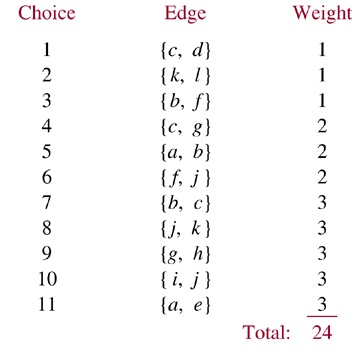 Choice Edge Weight
1 {c, d} 1
2 {k, l} 1
3 {b, f} 1
4 {c, g} 2
5 {a, b} 2
6 {f, j} 2
7 {b, c} 3
8 {j, k} 3
9 {g, h} 3
10 {i, j} 3
11 {a, e} 3
Total: 24